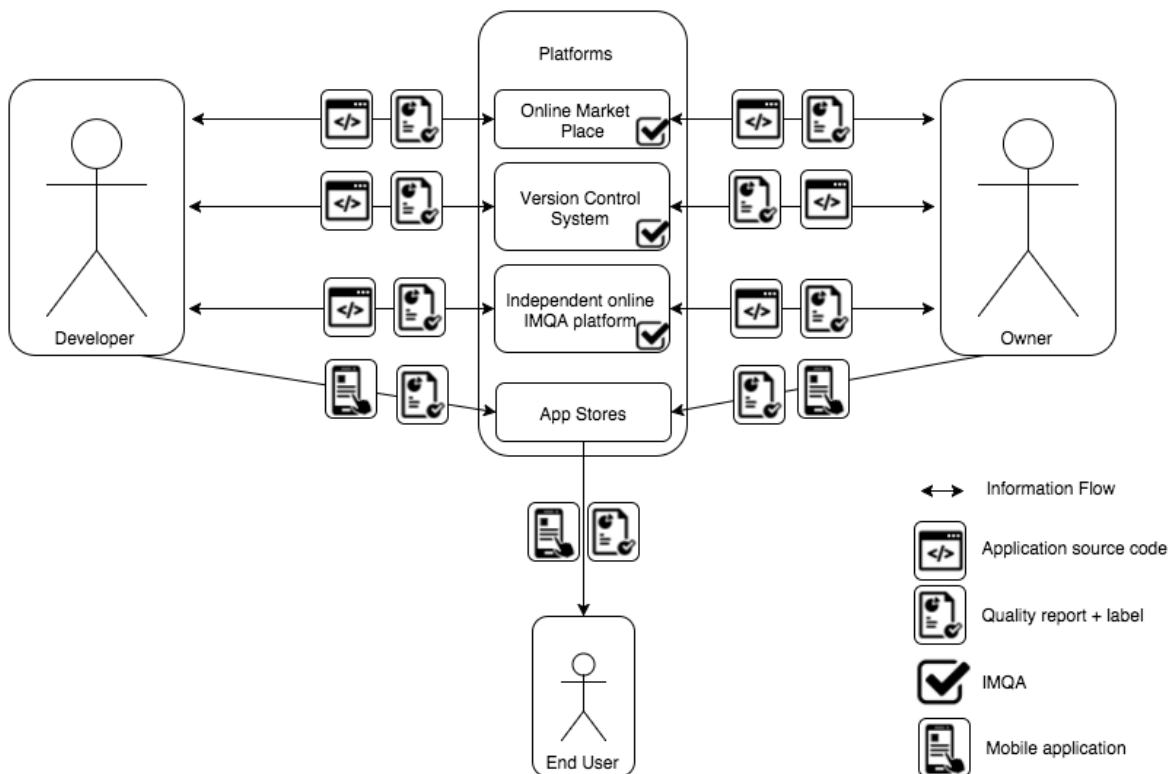 Platforms
Online Market
Place
</>
</>
</>
</>
Version Control
System
</>
</>
Independent online
IMQA platform
Developer
Owner
App Stores
Information Flow
</>
Application source code
Quality report + label
IMQA
End User
Mobile application